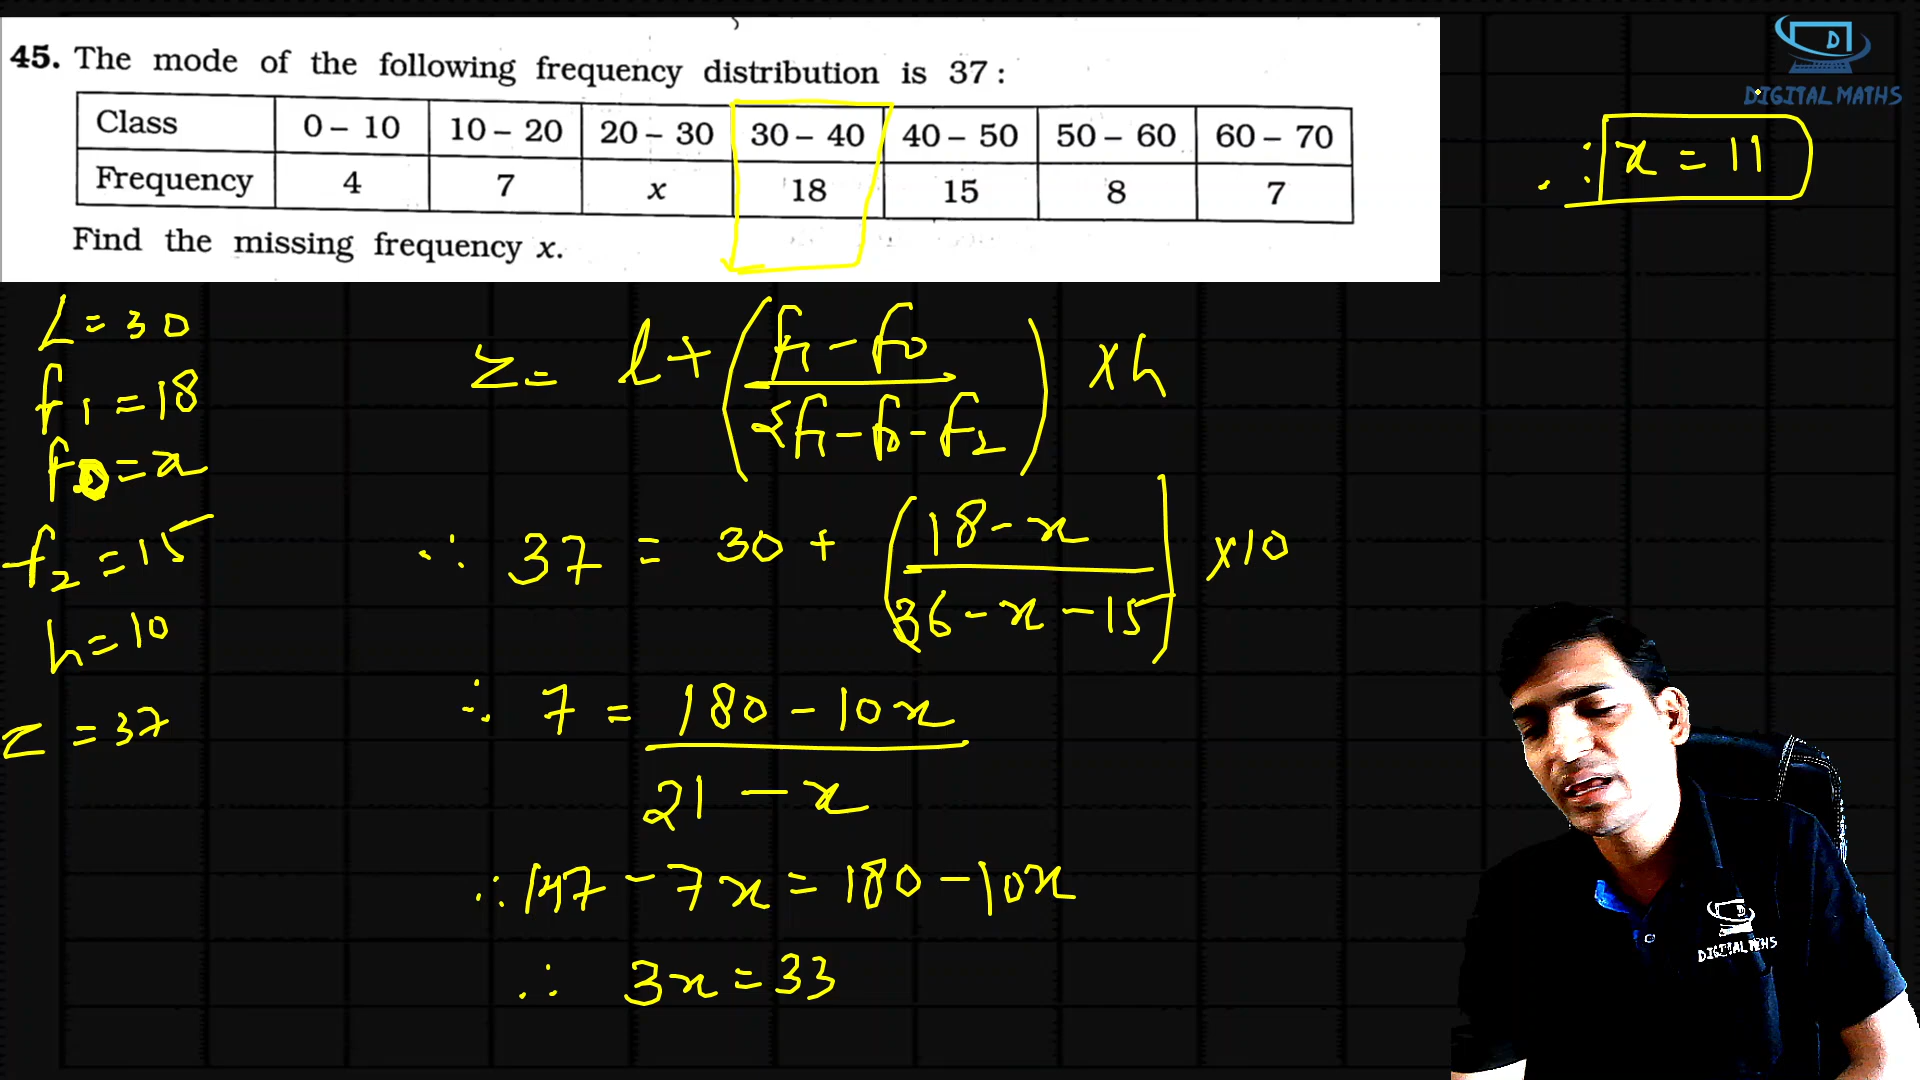 45. The mode of the following frequency distribution is 37 :
Class 0 – 10 10 – 20 20 – 30 30 – 40 40 – 50 50 – 60 60 – 70
Frequency 4 7 x 18 15 8 7
Find the missing frequency x.
DIGITAL MATHS
∴ x = 11
L = 30
f1 = 18
f0 = x
f2 = 15
h = 10
Z = 37
Z = l + (f1 – f0 / 2f1 – f0 – f2) × h
∴ 37 = 30 + (18 – x / 36 – x – 15) × 10
∴ 7 = 180 – 10x / 21 – x
∴ 147 – 7x = 180 – 10x
∴ 3x = 33
DIGITAL MATHS